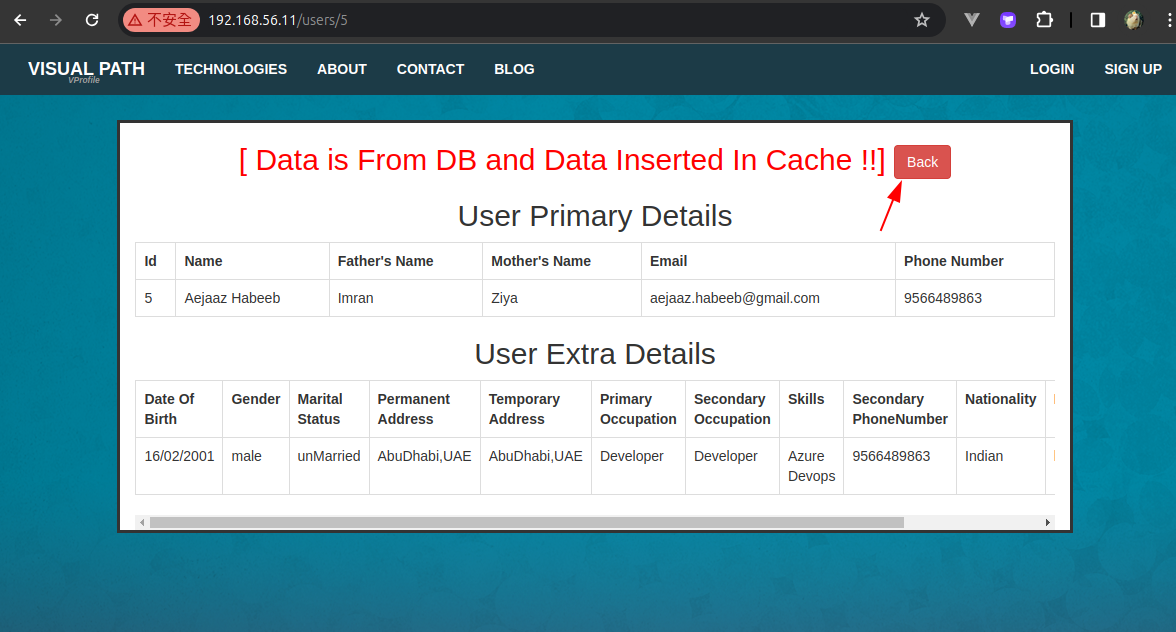 不安全 192.168.56.11/users/5
VISUAL PATH TECHNOLOGIES ABOUT CONTACT BLOG LOGIN SIGN UP
VProfile
[ Data is From DB and Data Inserted In Cache !!] Back
User Primary Details
Id Name Father's Name Mother's Name Email Phone Number
5 Aejaaz Habeeb Imran Ziya aejaaz.habeeb@gmail.com 9566489863
User Extra Details
Date Of Gender Marital Permanent Temporary Primary Secondary Skills Secondary Nationality
Birth Status Address Address Occupation Occupation PhoneNumber
16/02/2001 male unMarried AbuDhabi,UAE AbuDhabi,UAE Developer Developer Azure 9566489863 Indian
Devops